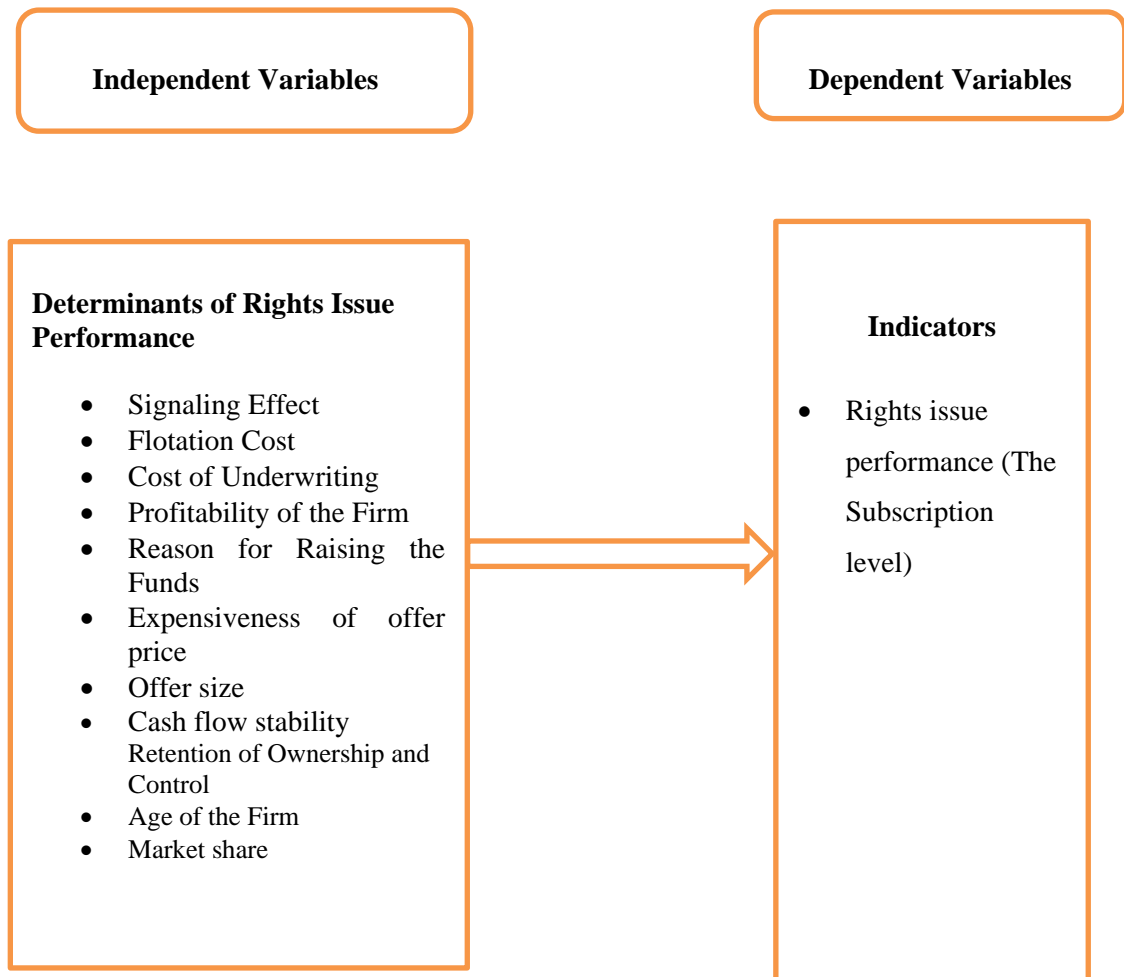 Independent Variables
Dependent Variables
Determinants of Rights Issue
Performance
• Signaling Effect
• Flotation Cost
• Cost of Underwriting
• Profitability of the Firm
• Reason for Raising the
Funds
• Expensiveness of offer
price
• Offer size
• Cash flow stability
Retention of Ownership and
Control
• Age of the Firm
• Market share
Indicators
• Rights issue
performance (The
Subscription
level)